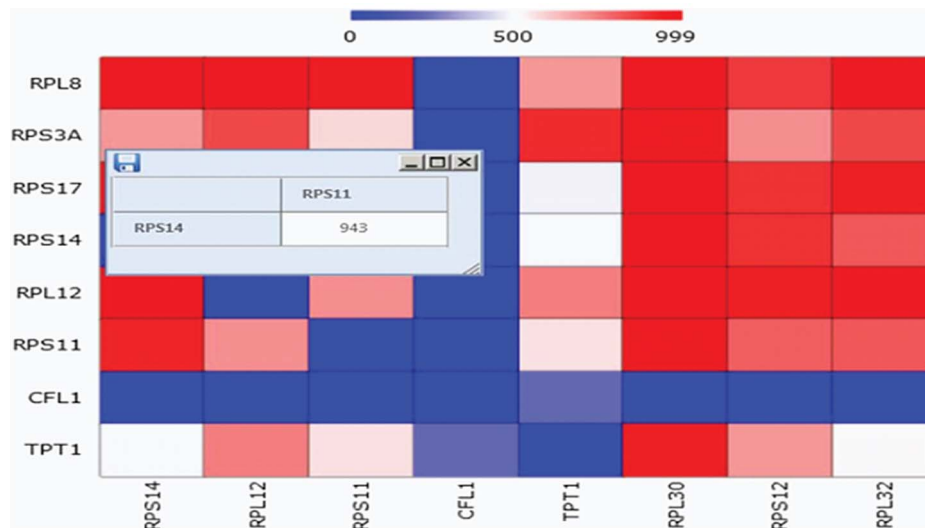 0 500 999
RPL8
RPS3A
RPS17
RPS14
RPL12
RPS11
CFL1
TPT1
RPS11
RPS14 943
RPS14 RPL12 RPS11 CFL1 TPT1 RPL30 RPS12 RPL32